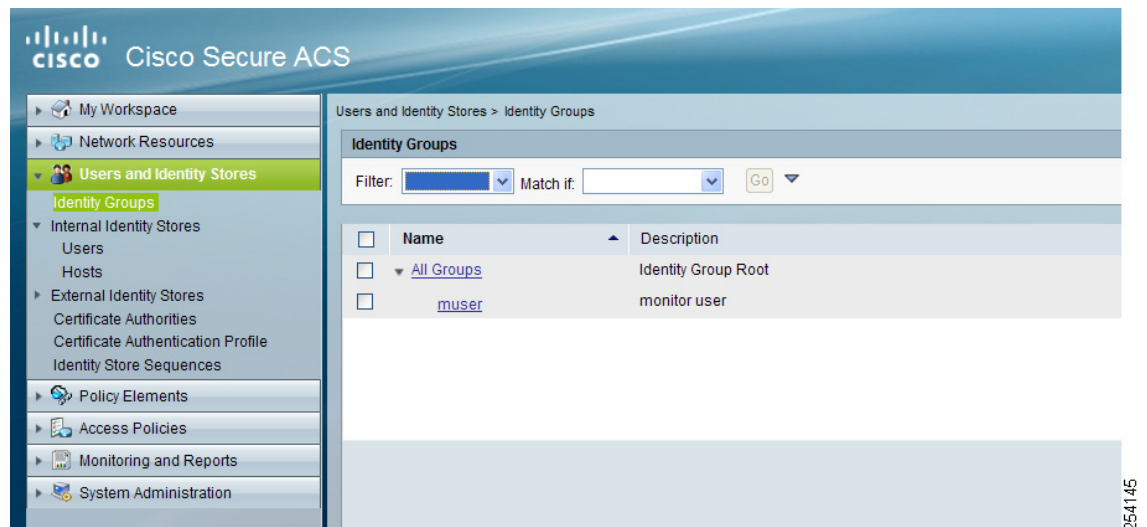 CISCO Cisco Secure ACS
My Workspace
Network Resources
Users and Identity Stores
Identity Groups
Internal Identity Stores
Users
Hosts
External Identity Stores
Certificate Authorities
Certificate Authentication Profile
Identity Store Sequences
Policy Elements
Access Policies
Monitoring and Reports
System Administration
Users and Identity Stores > Identity Groups
Identity Groups
Filter: Match if: Go
Name Description
All Groups Identity Group Root
muser monitor user
254145